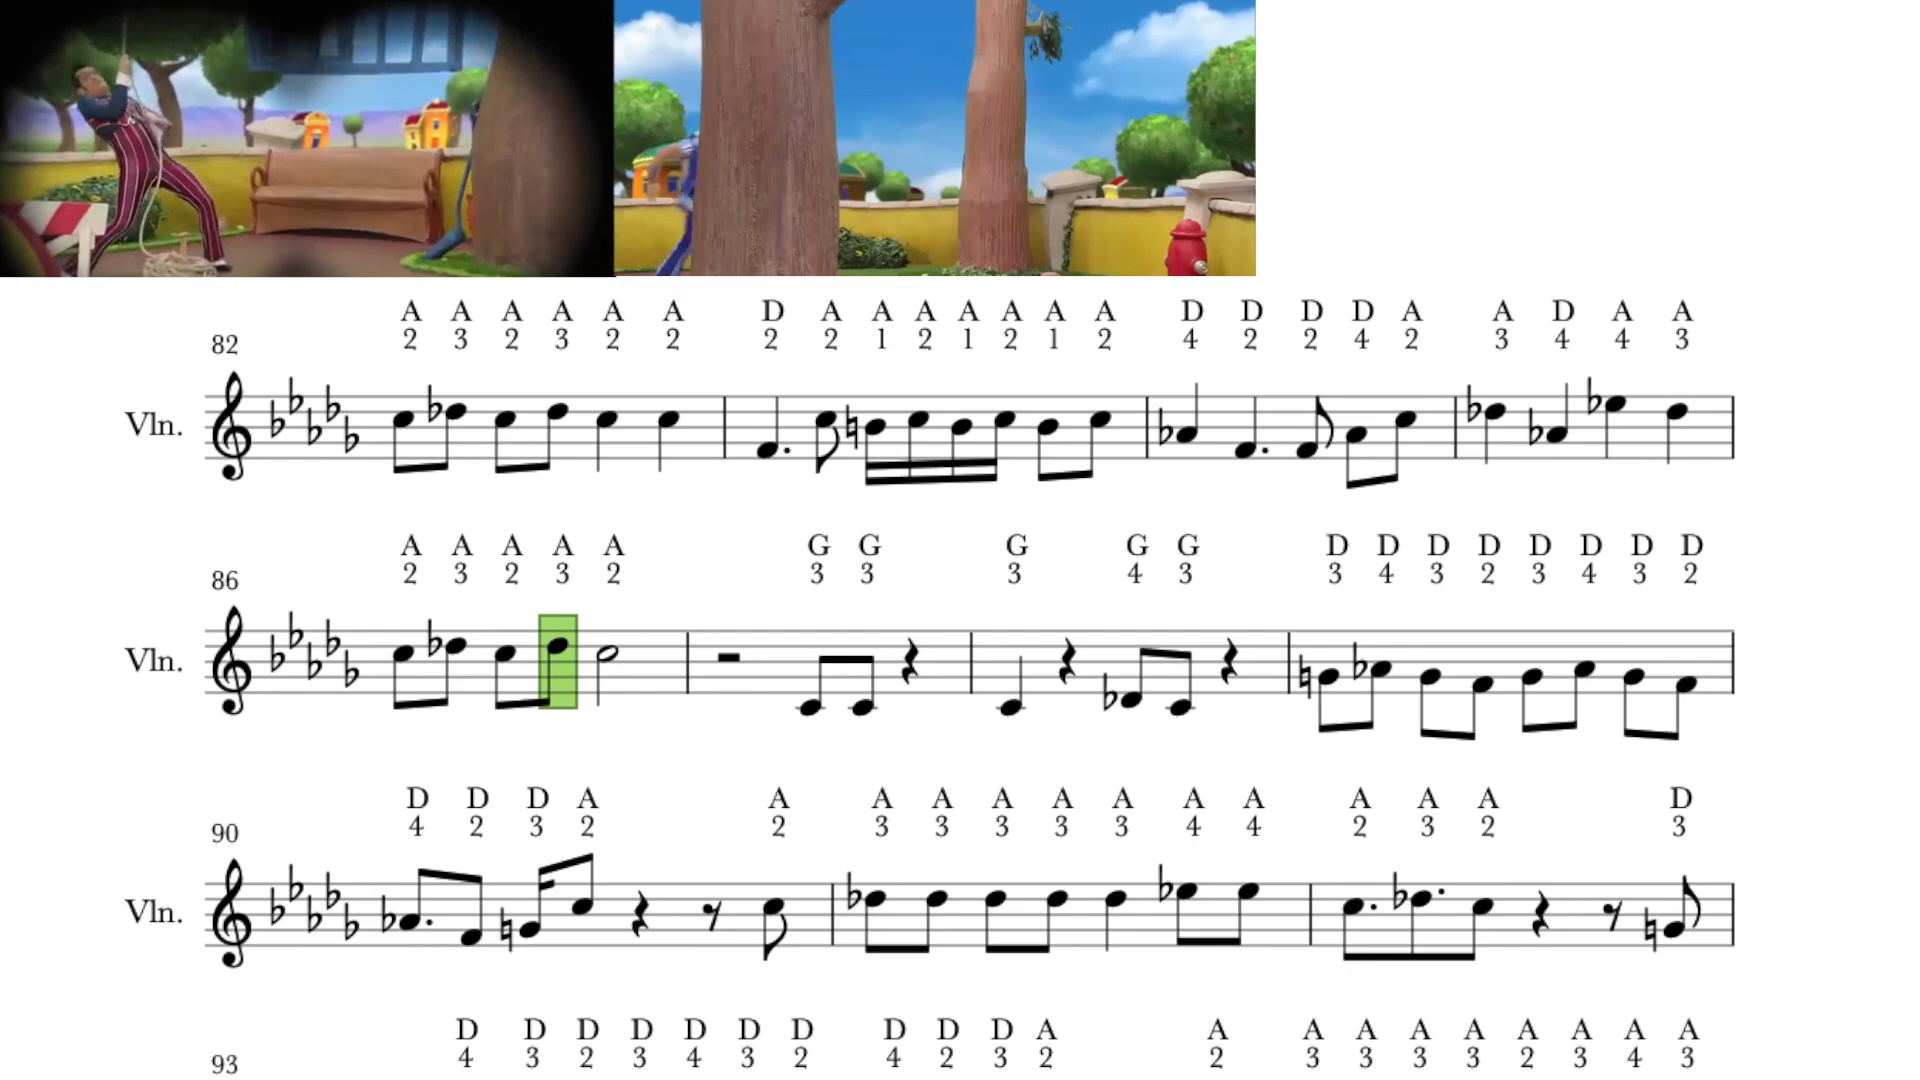 A A A A A A D A A A A A A A D D D D A A D A A
2 3 2 3 2 2 2 2 1 2 1 2 1 2 4 2 2 4 2 3 4 4 3
82
Vln.
A A A A A G G G G G D D D D D D D D
2 3 2 3 2 3 3 3 4 3 3 4 3 2 3 4 3 2
86
Vln.
D D D A A A A A A A A A A A A D
4 2 3 2 2 3 3 3 3 3 4 4 2 3 2 3
90
Vln.
D D D D D D D D D D A A A A A A A A A A
4 3 2 3 4 3 2 4 2 3 2 2 3 3 3 3 2 3 4 3
93